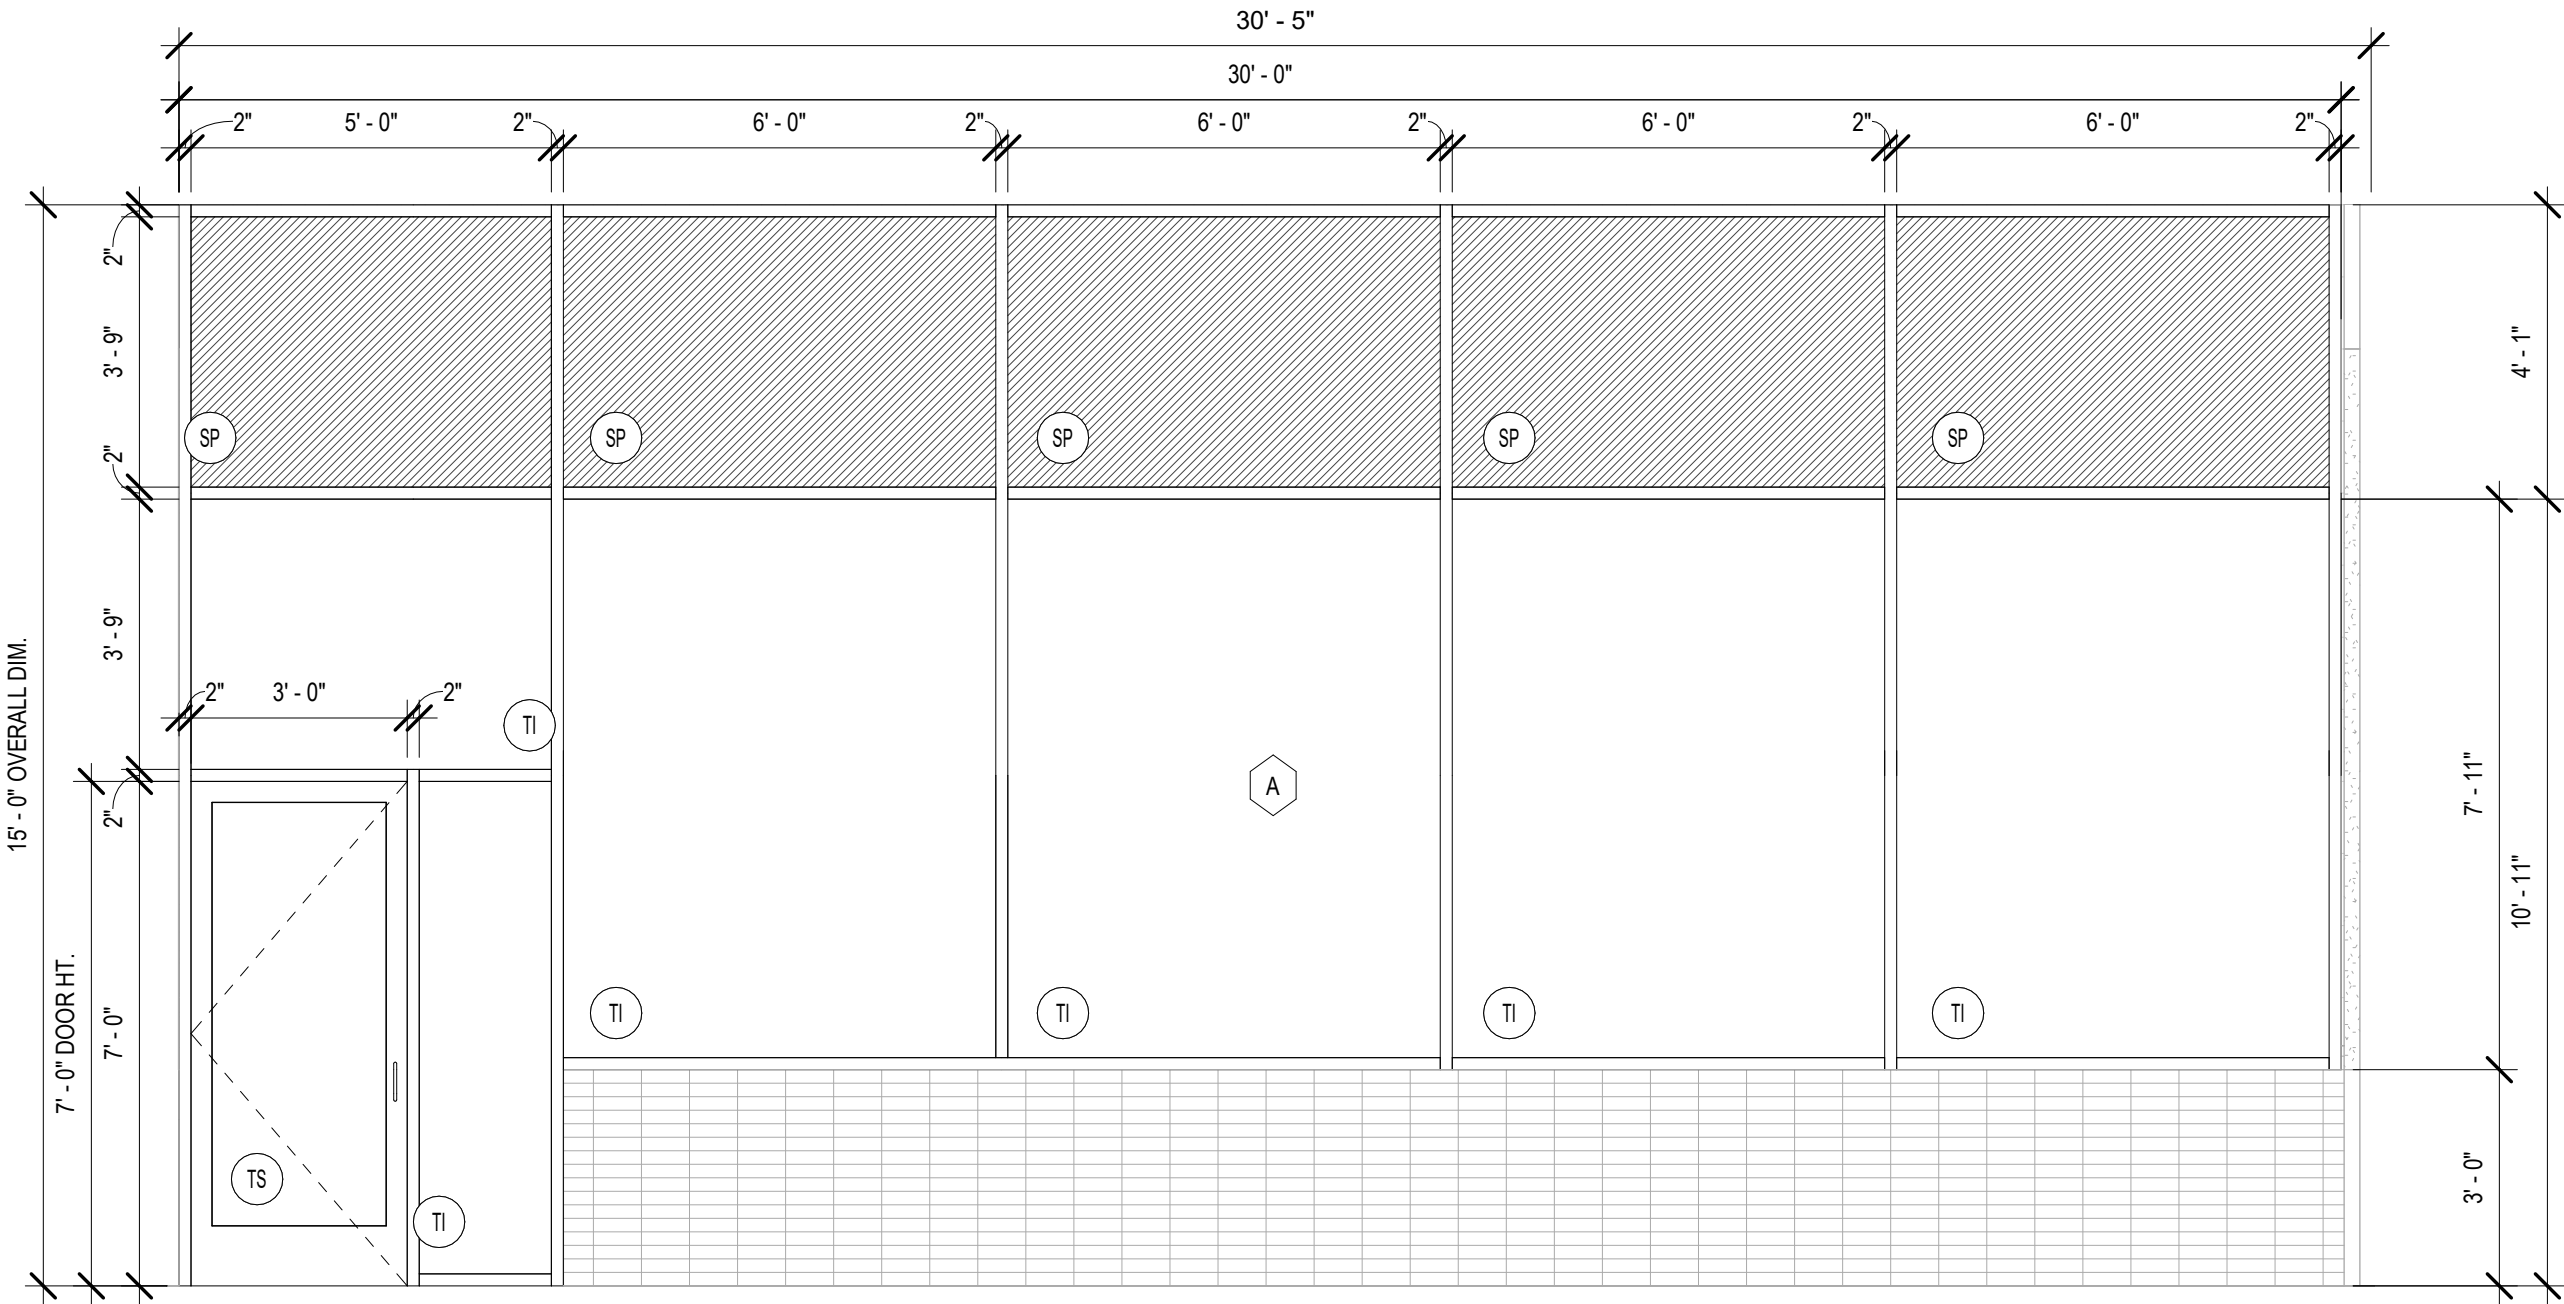 30' - 5"
30' - 0"
2"
5' - 0"
2"
6' - 0"
2"
6' - 0"
2"
6' - 0"
2"
6' - 0"
2"
2"
3' - 9"
2"
3' - 9"
2"
7' - 0"
15' - 0" OVERALL DIM.
7' - 0" DOOR HT.
SP
SP
SP
SP
SP
2"
3' - 0"
2"
TI
A
TI
TI
TI
TI
TS
TI
4' - 1"
7' - 11"
10' - 11"
3' - 0"